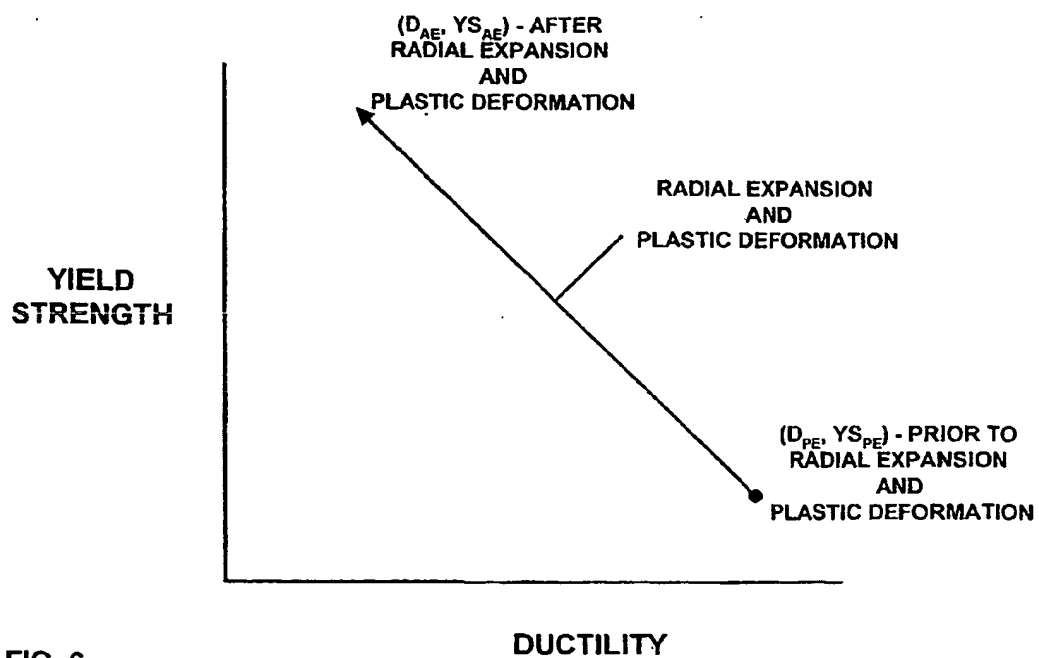 (D_AE, YS_AE) - AFTER
RADIAL EXPANSION
AND
PLASTIC DEFORMATION
RADIAL EXPANSION
AND
PLASTIC DEFORMATION
YIELD
STRENGTH
(D_PE, YS_PE) - PRIOR TO
RADIAL EXPANSION
AND
PLASTIC DEFORMATION
DUCTILITY